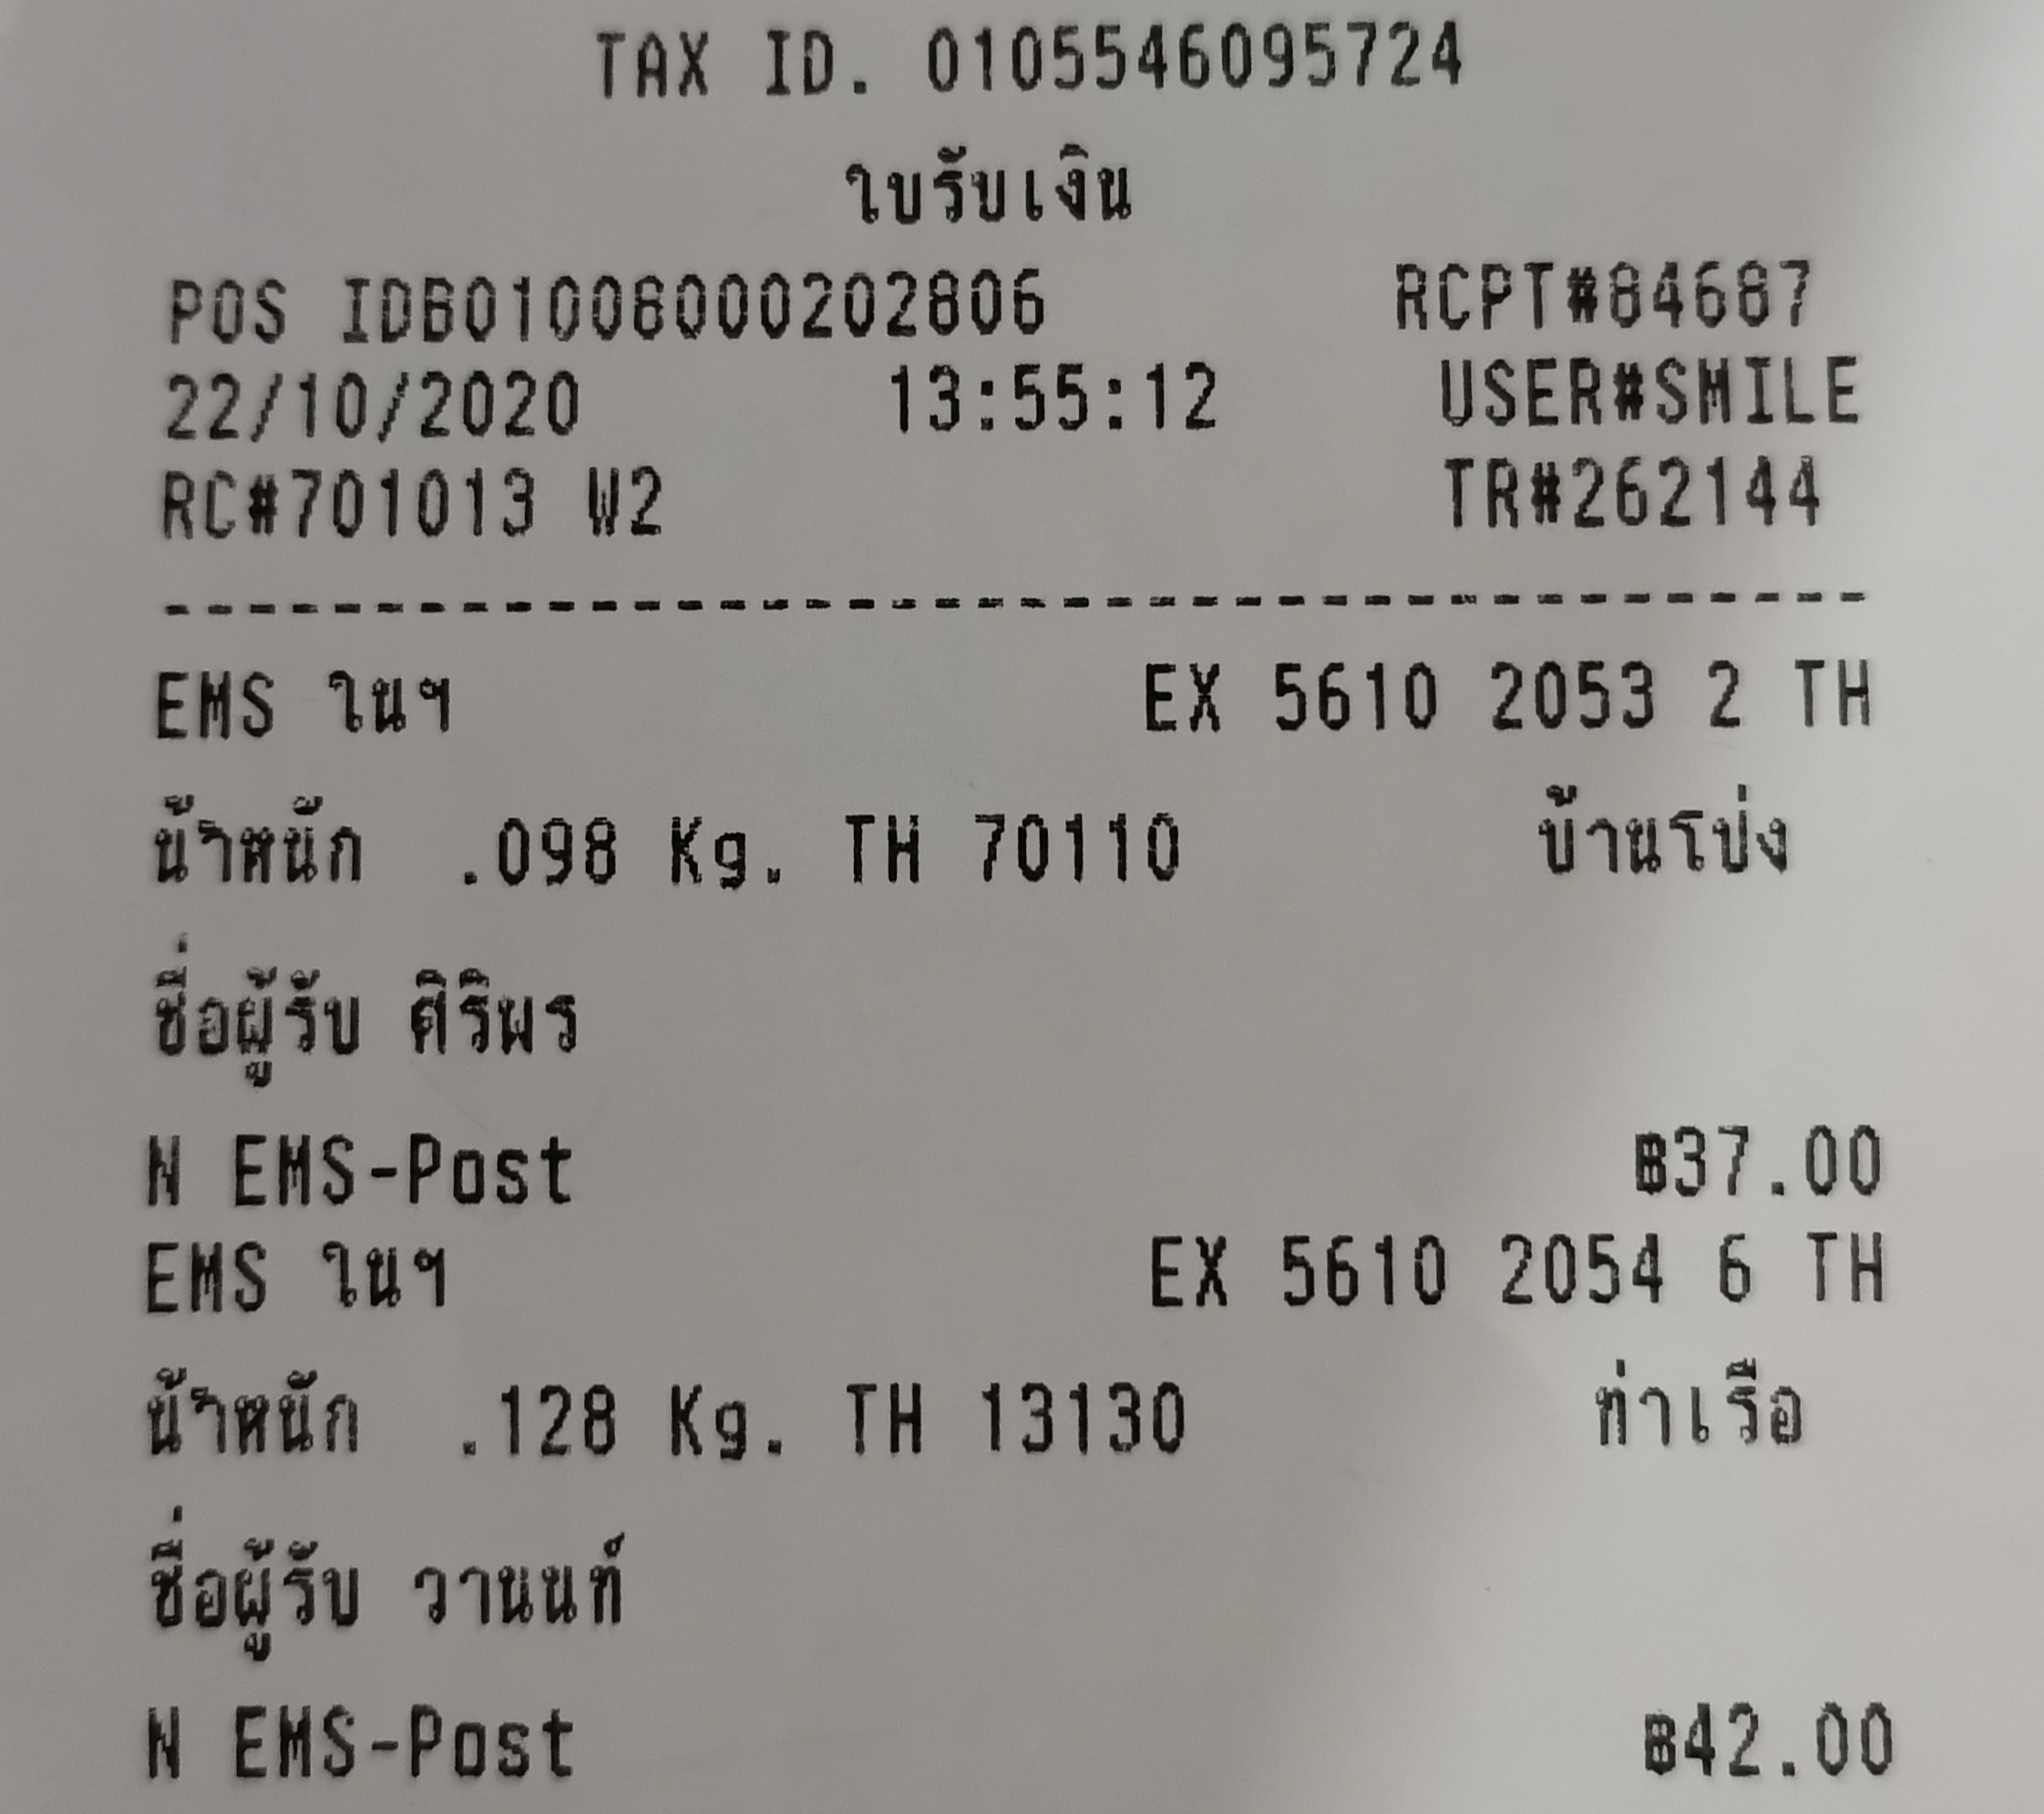 TAX ID. 0105546095724
ใบรับเงิน
POS IDB01008000202806 RCPT#84687
22/10/2020 13:55:12 USER#SMILE
RC#701013 W2 TR#262144
----------------------------------------
EMS ในฯ EX 5610 2053 2 TH
น้ำหนัก .098 Kg. TH 70110 บ้านโป่ง
ชื่อผู้รับ ศิริพร
N EMS-Post ฿37.00
EMS ในฯ EX 5610 2054 6 TH
น้ำหนัก .128 Kg. TH 13130 ท่าเรือ
ชื่อผู้รับ วานนท์
N EMS-Post ฿42.00